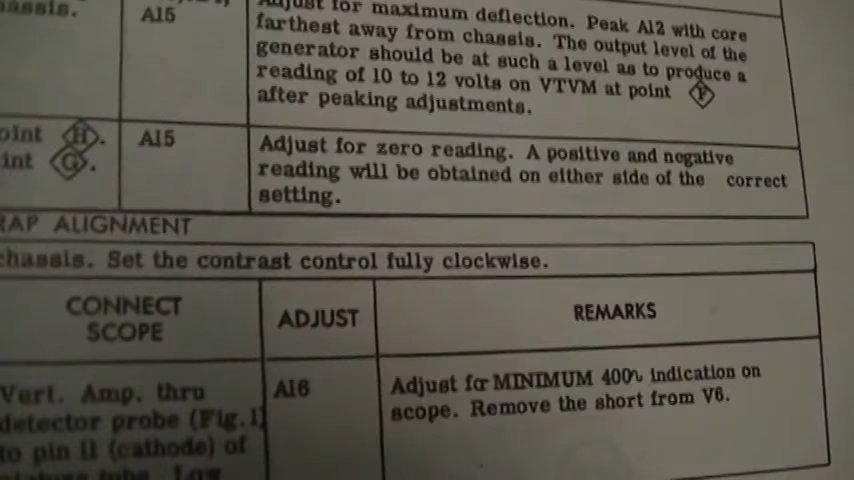 hassis.
A15
Adjust for maximum deflection. Peak A12 with core
farthest away from chassis. The output level of the
generator should be at such a level as to produce a
reading of 10 to 12 volts on VTVM at point F
after peaking adjustments.
oint H.
int G.
A15
Adjust for zero reading. A positive and negative
reading will be obtained on either side of the correct
setting.
RAP ALIGNMENT
chassis. Set the contrast control fully clockwise.
CONNECT
SCOPE
ADJUST
REMARKS
Vert. Amp. thru
detector probe (Fig.1)
to pin 11 (cathode) of
tube. Low
A16
Adjust for MINIMUM 400∿ indication on
scope. Remove the short from V6.